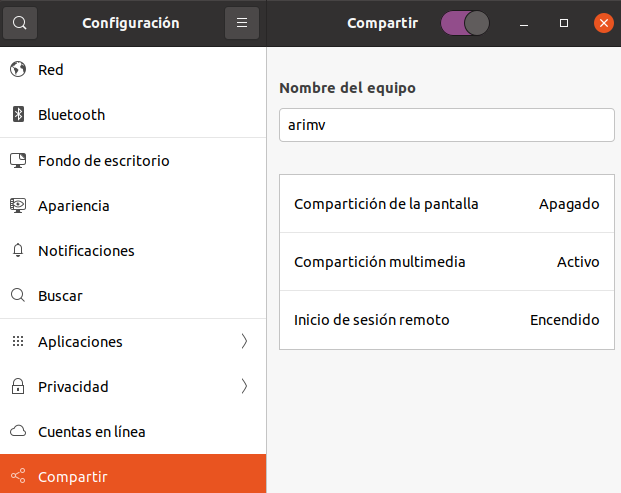 Configuración
Compartir
Red
Bluetooth
Fondo de escritorio
Apariencia
Notificaciones
Buscar
Aplicaciones
Privacidad
Cuentas en línea
Compartir
Nombre del equipo
arimv
Compartición de la pantalla Apagado
Compartición multimedia Activo
Inicio de sesión remoto Encendido